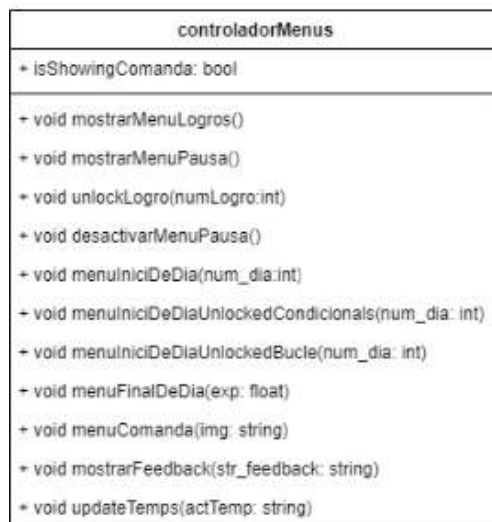 controladorMenus
+ isShowingComanda: bool
+ void mostrarMenuLogros()
+ void mostrarMenuPausa()
+ void unlockLogro(numLogro:int)
+ void desactivarMenuPausa()
+ void menuIniciDeDia(num_dia:int)
+ void menuIniciDeDiaUnlockedCondicionals(num_dia: int)
+ void menuIniciDeDiaUnlockedBucle(num_dia: int)
+ void menuFinalDeDia(exp: float)
+ void menuComanda(img: string)
+ void mostrarFeedback(str_feedback: string)
+ void updateTemps(actTemp: string)